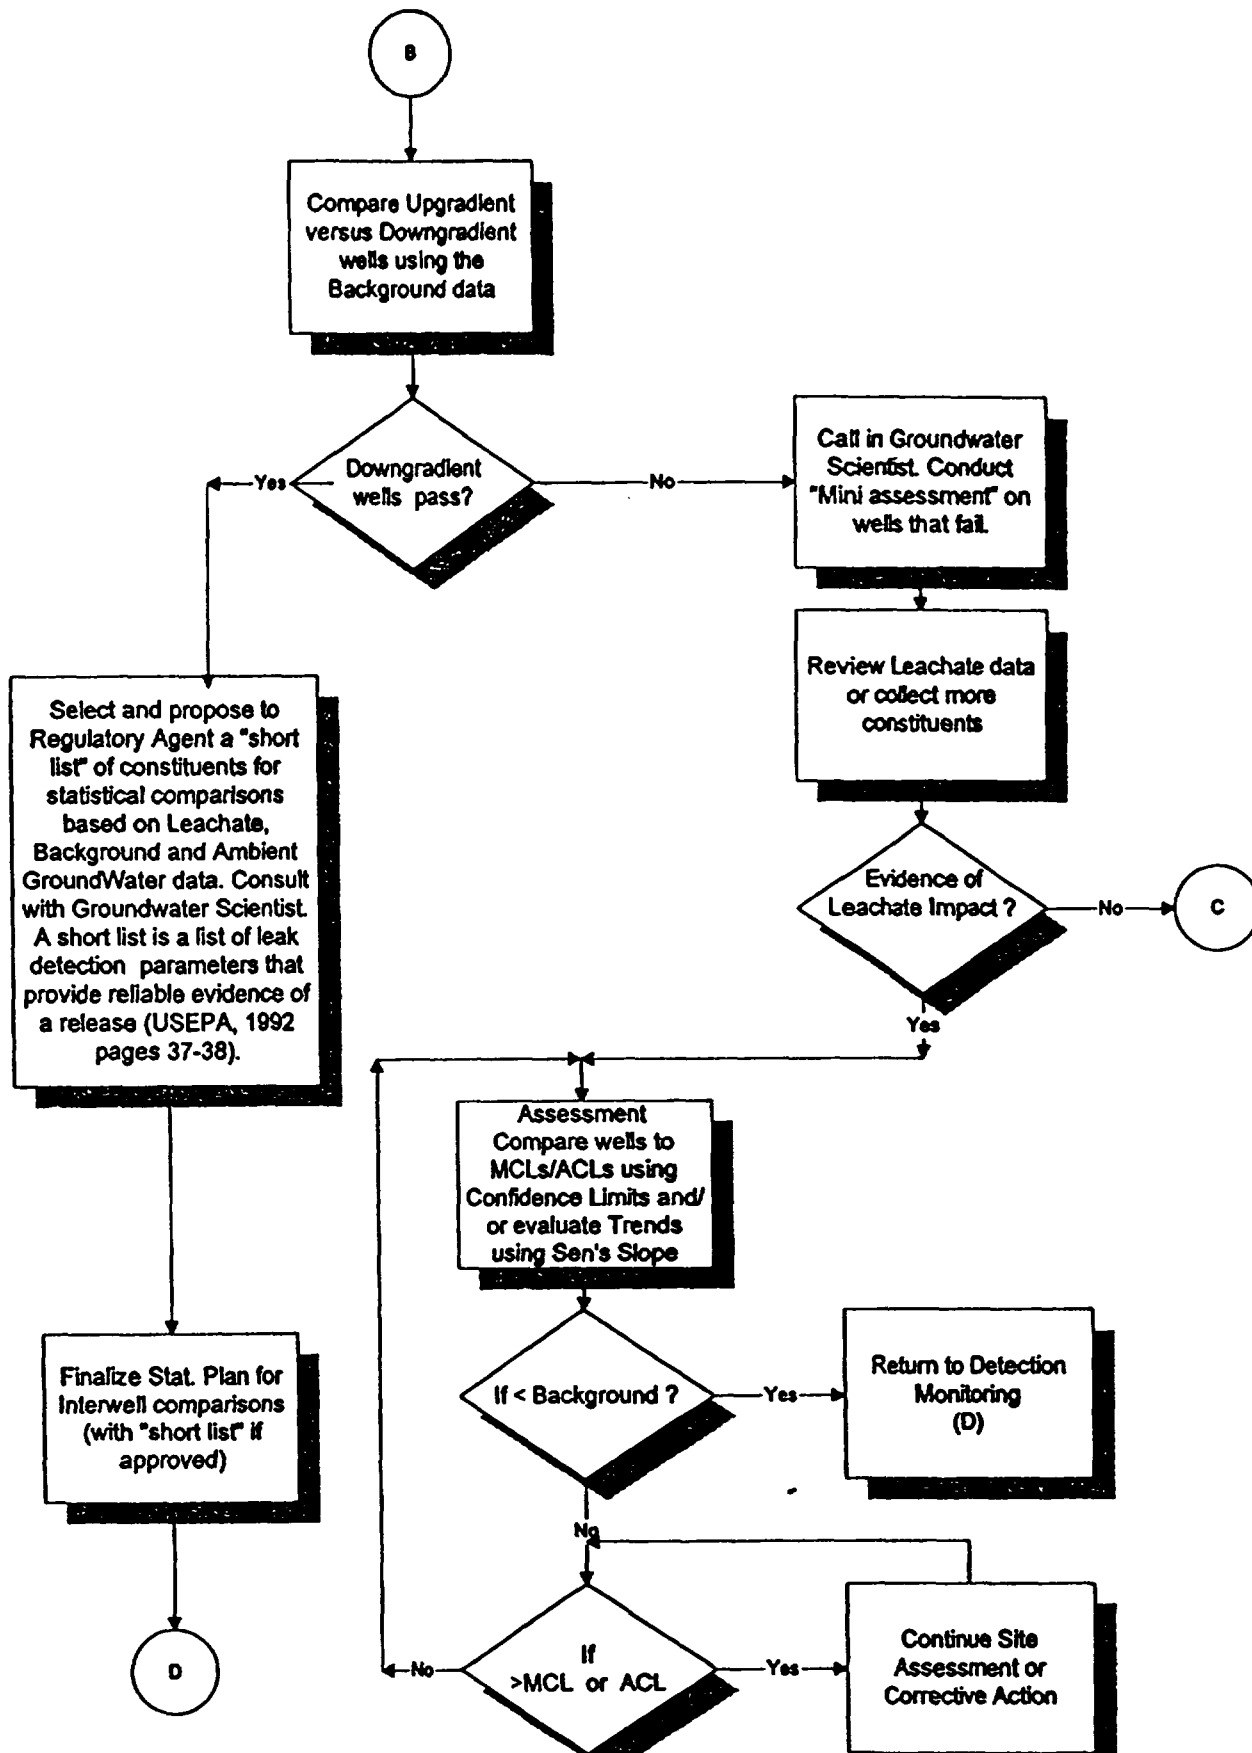 B
Compare Upgradient
versus Downgradient
wells using the
Background data
Downgradient
wells pass?
Yes
No
Call in Groundwater
Scientist. Conduct
"Mini assessment" on
wells that fail.
Review Leachate data
or collect more
constituents
Evidence of
Leachate Impact ?
No
C
Yes
Select and propose to
Regulatory Agent a "short
list" of constituents for
statistical comparisons
based on Leachate,
Background and Ambient
GroundWater data. Consult
with Groundwater Scientist.
A short list is a list of leak
detection parameters that
provide reliable evidence of
a release (USEPA, 1992
pages 37-38).
Assessment
Compare wells to
MCLs/ACLs using
Confidence Limits and/
or evaluate Trends
using Sen's Slope
Finalize Stat. Plan for
Interwell comparisons
(with "short list" if
approved)
D
If < Background ?
Yes
Return to Detection
Monitoring
(D)
No
If
>MCL or ACL
No
Yes
Continue Site
Assessment or
Corrective Action